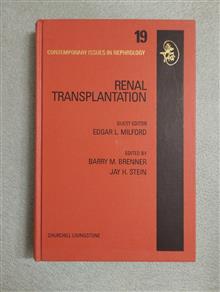 19
CONTEMPORARY ISSUES IN NEPHROLOGY
RENAL
TRANSPLANTATION
GUEST EDITOR
EDGAR L. MILFORD
EDITED BY
BARRY M. BRENNER
JAY H. STEIN
CHURCHILL LIVINGSTONE